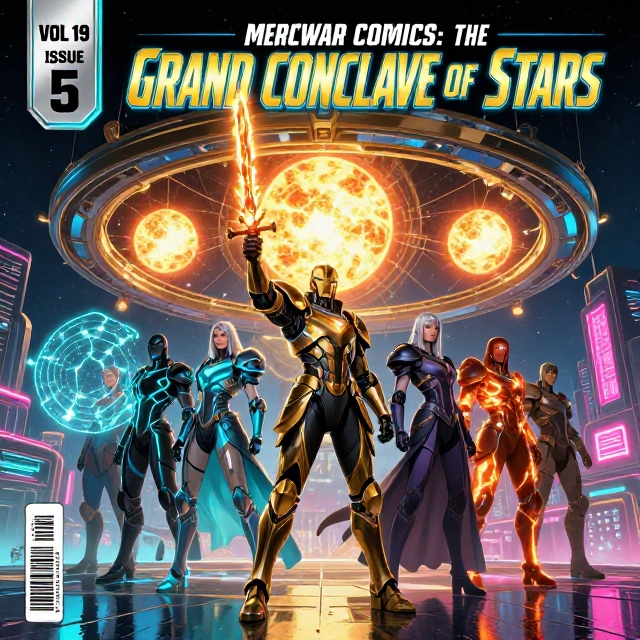 VOL 19
ISSUE
5
MERCWAR COMICS: THE
GRAND CONCLAVE OF STARS